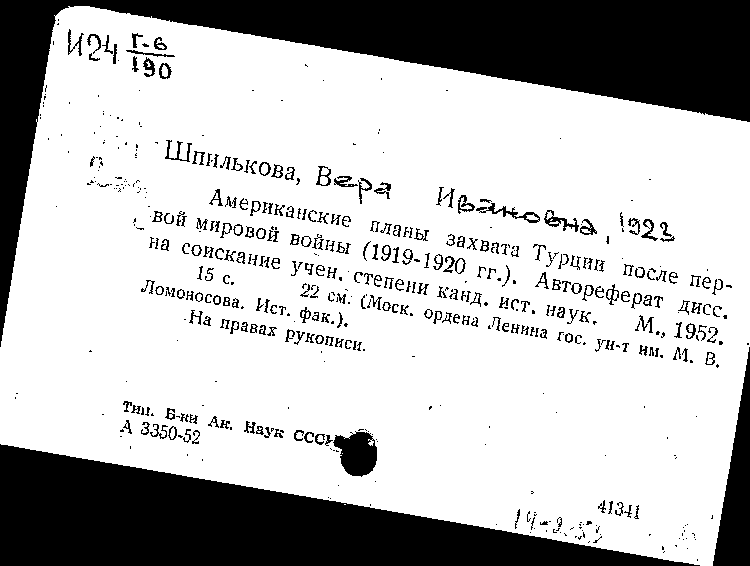 И24 Г-6
190
Шпилькова, Вера Ивановна, 1923
Американские планы захвата Турции после пер-
вой мировой войны (1919-1920 гг.). Автореферат дисс.
на соискание учен. степени канд. ист. наук. М., 1952.
15 с. 22 см. (Моск. ордена Ленина гос. ун-т им. М. В.
Ломоносова. Ист. фак.).
На правах рукописи.
Тип. Б-ки Ак. Наук СССР
А 3350-52
41341